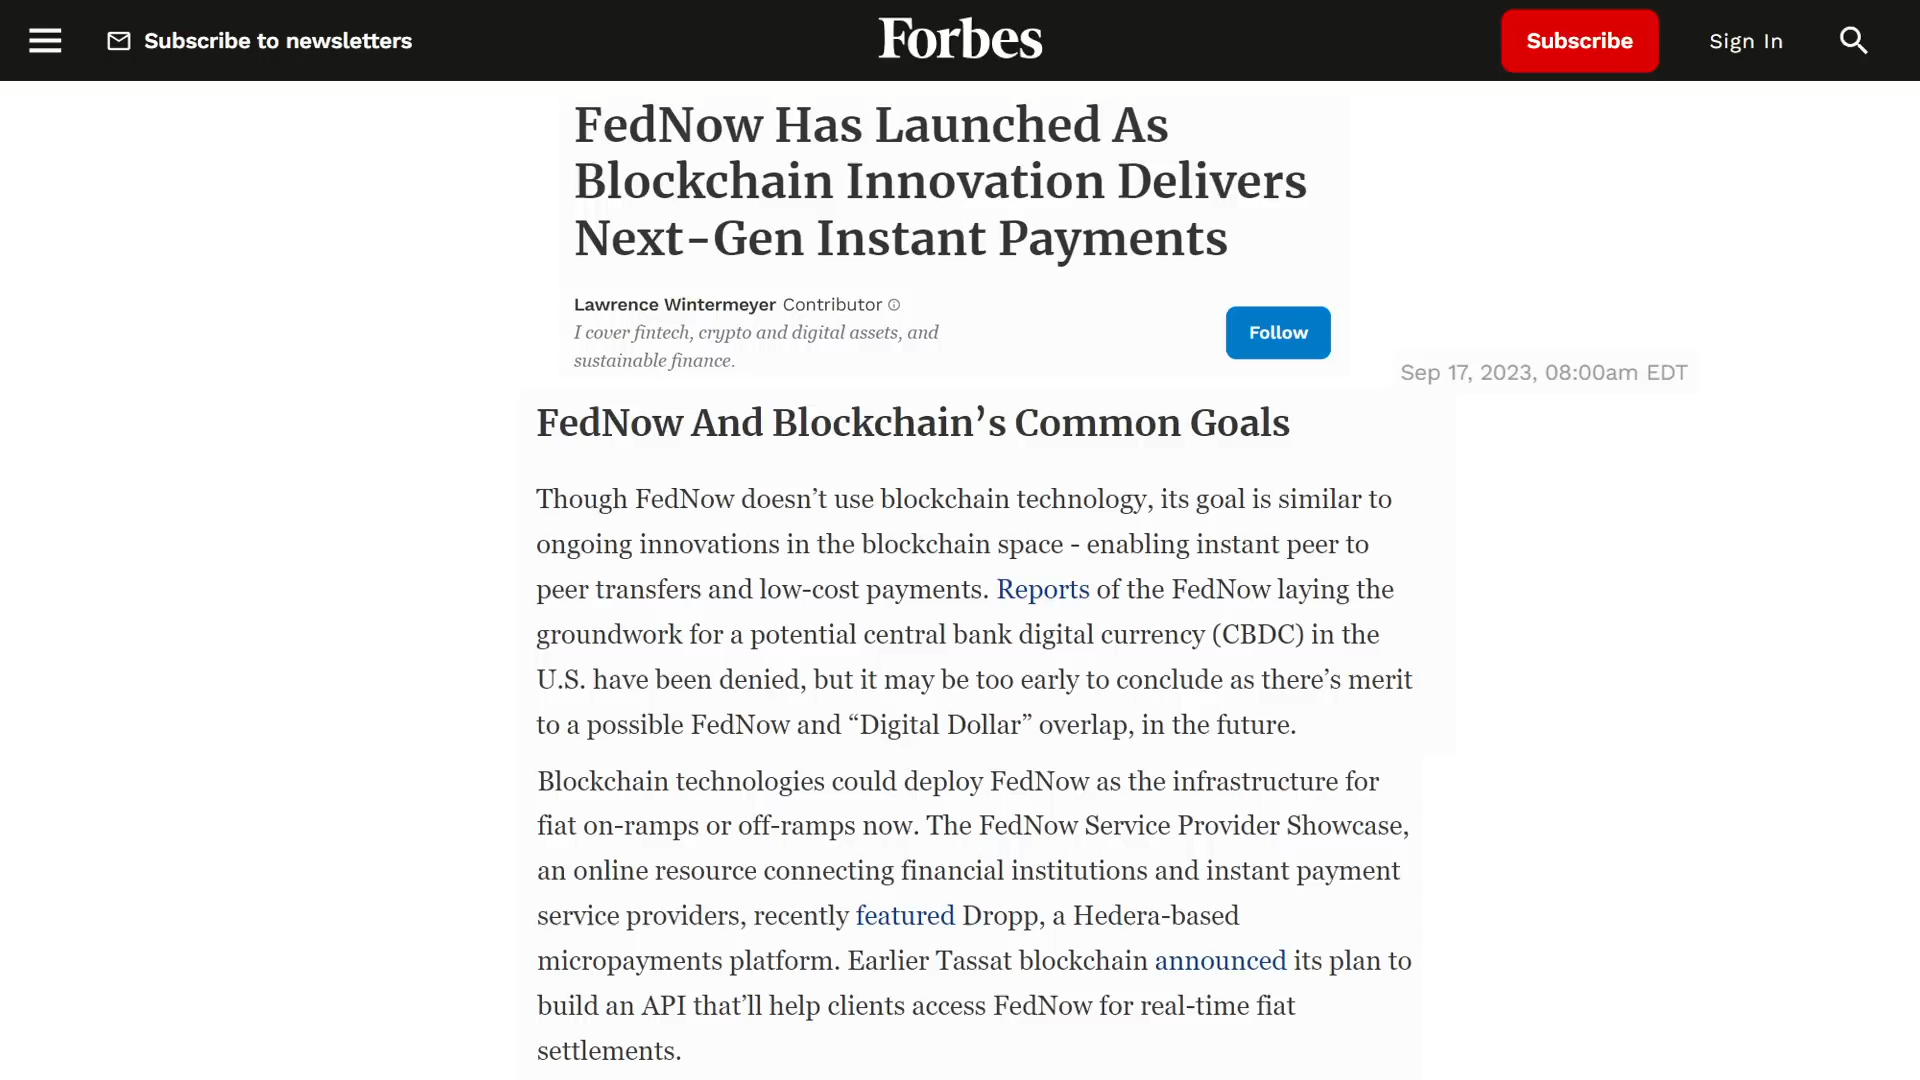 Subscribe to newsletters
Forbes
Subscribe
Sign In
FedNow Has Launched As
Blockchain Innovation Delivers
Next-Gen Instant Payments
Lawrence Wintermeyer Contributor
I cover fintech, crypto and digital assets, and
sustainable finance.
Follow
Sep 17, 2023, 08:00am EDT
FedNow And Blockchain’s Common Goals
Though FedNow doesn’t use blockchain technology, its goal is similar to
ongoing innovations in the blockchain space - enabling instant peer to
peer transfers and low-cost payments. Reports of the FedNow laying the
groundwork for a potential central bank digital currency (CBDC) in the
U.S. have been denied, but it may be too early to conclude as there’s merit
to a possible FedNow and “Digital Dollar” overlap, in the future.
Blockchain technologies could deploy FedNow as the infrastructure for
fiat on-ramps or off-ramps now. The FedNow Service Provider Showcase,
an online resource connecting financial institutions and instant payment
service providers, recently featured Dropp, a Hedera-based
micropayments platform. Earlier Tassat blockchain announced its plan to
build an API that’ll help clients access FedNow for real-time fiat
settlements.